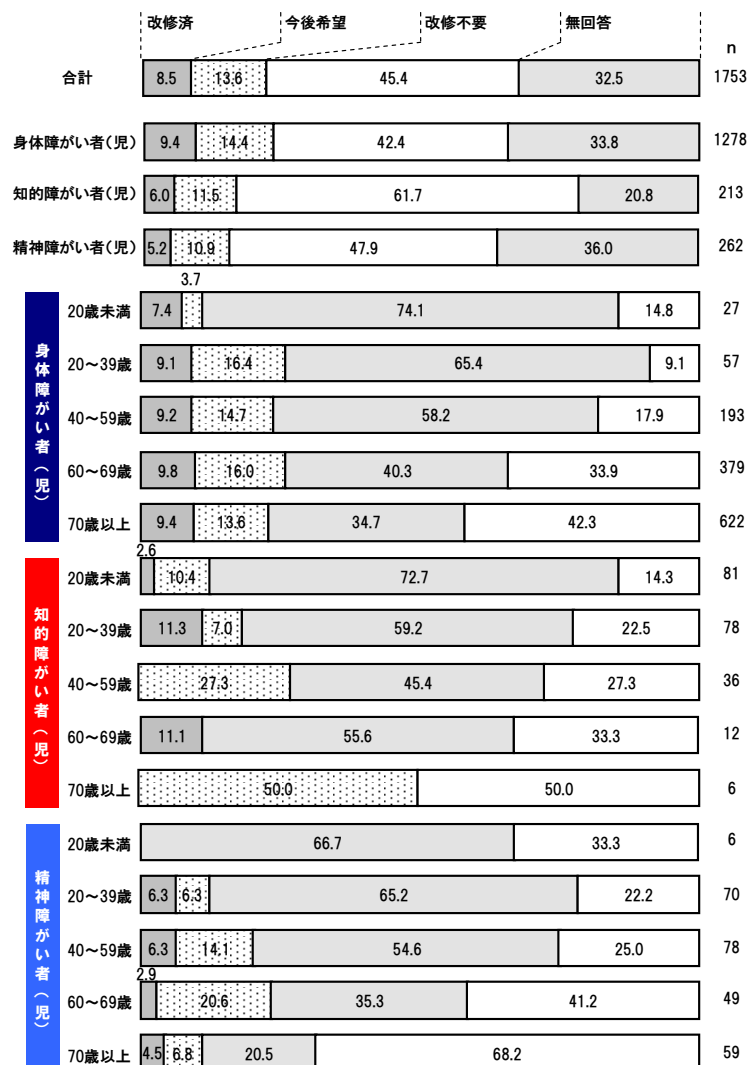 改修済 今後希望 改修不要 無回答
n
合計 8.5 13.6 45.4 32.5 1753
身体障がい者(児) 9.4 14.4 42.4 33.8 1278
知的障がい者(児) 6.0 11.5 61.7 20.8 213
精神障がい者(児) 5.2 10.9 47.9 36.0 262
身体障がい者(児)
3.7
20歳未満 7.4 74.1 14.8 27
20～39歳 9.1 16.4 65.4 9.1 57
40～59歳 9.2 14.7 58.2 17.9 193
60～69歳 9.8 16.0 40.3 33.9 379
70歳以上 9.4 13.6 34.7 42.3 622
知的障がい者(児)
2.6
20歳未満 10.4 72.7 14.3 81
20～39歳 11.3 7.0 59.2 22.5 78
40～59歳 27.3 45.4 27.3 36
60～69歳 11.1 55.6 33.3 12
70歳以上 50.0 50.0 6
精神障がい者(児)
20歳未満 66.7 33.3 6
20～39歳 6.3 6.3 65.2 22.2 70
40～59歳 6.3 14.1 54.6 25.0 78
2.9
60～69歳 20.6 35.3 41.2 49
70歳以上 4.5 6.8 20.5 68.2 59